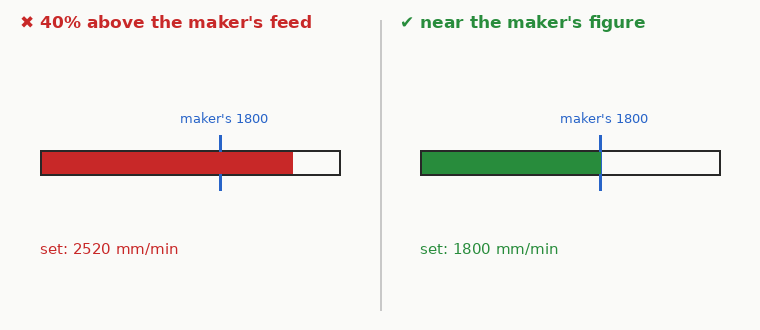 ✖ 40% above the maker's feed
maker's 1800
set: 2520 mm/min
✔ near the maker's figure
maker's 1800
set: 1800 mm/min